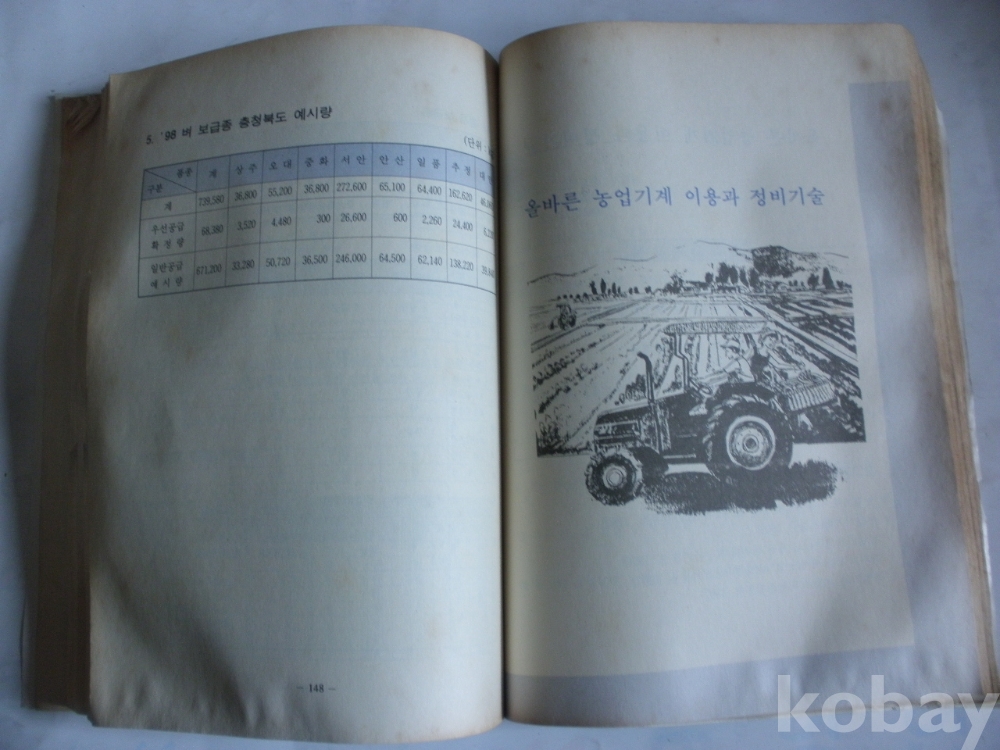 5. '98 벼 보급종 충청북도 예시량
(단위 :
품종 구분 계 상주 오대 중화 서안 안산 일품 추정
계 739,580 36,800 55,200 36,800 272,600 65,100 64,400 162,620
우선공급 확정량 68,380 3,520 4,480 300 26,600 600 2,260 24,400
일반공급 예시량 671,200 33,280 50,720 36,500 246,000 64,500 62,140 138,220
- 148 -
올바른 농업기계 이용과 정비기술
kobay